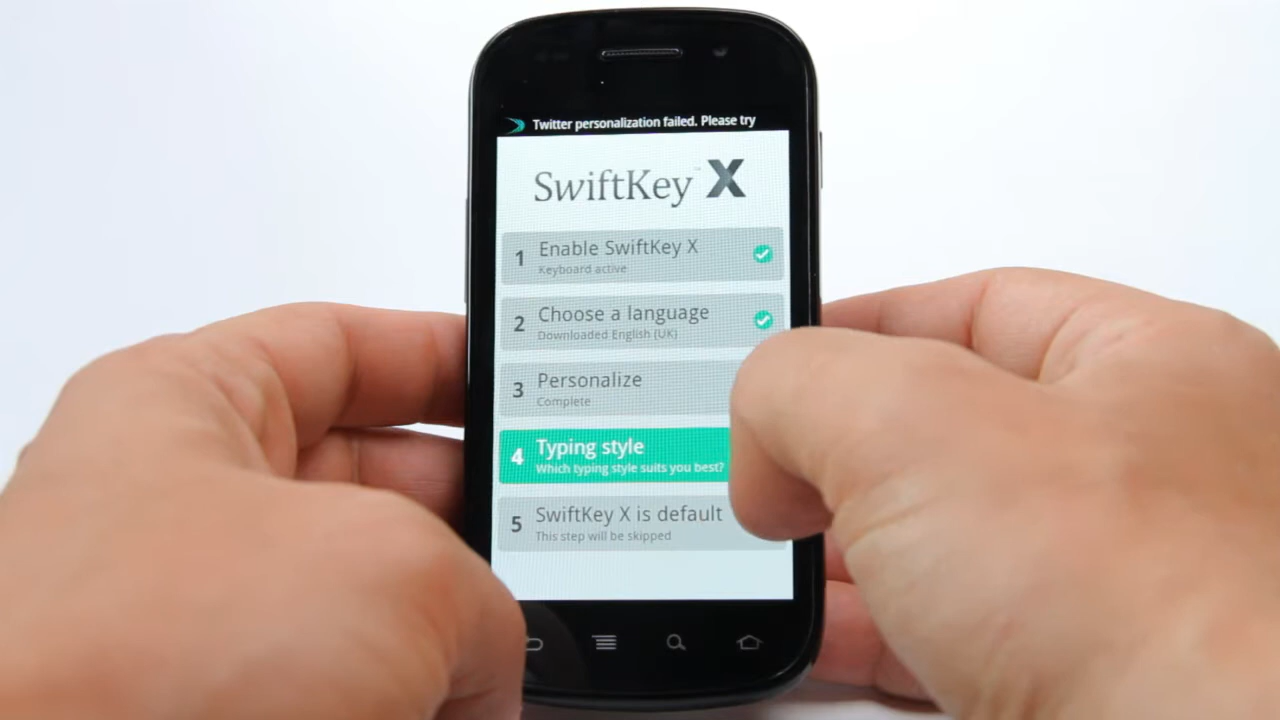 Twitter personalization failed. Please try
SwiftKey™ X
1 Enable SwiftKey X
Keyboard active
2 Choose a language
Downloaded English (UK)
3 Personalize
Complete
4 Typing style
Which typing style suits you best?
5 SwiftKey X is default
This step will be skipped